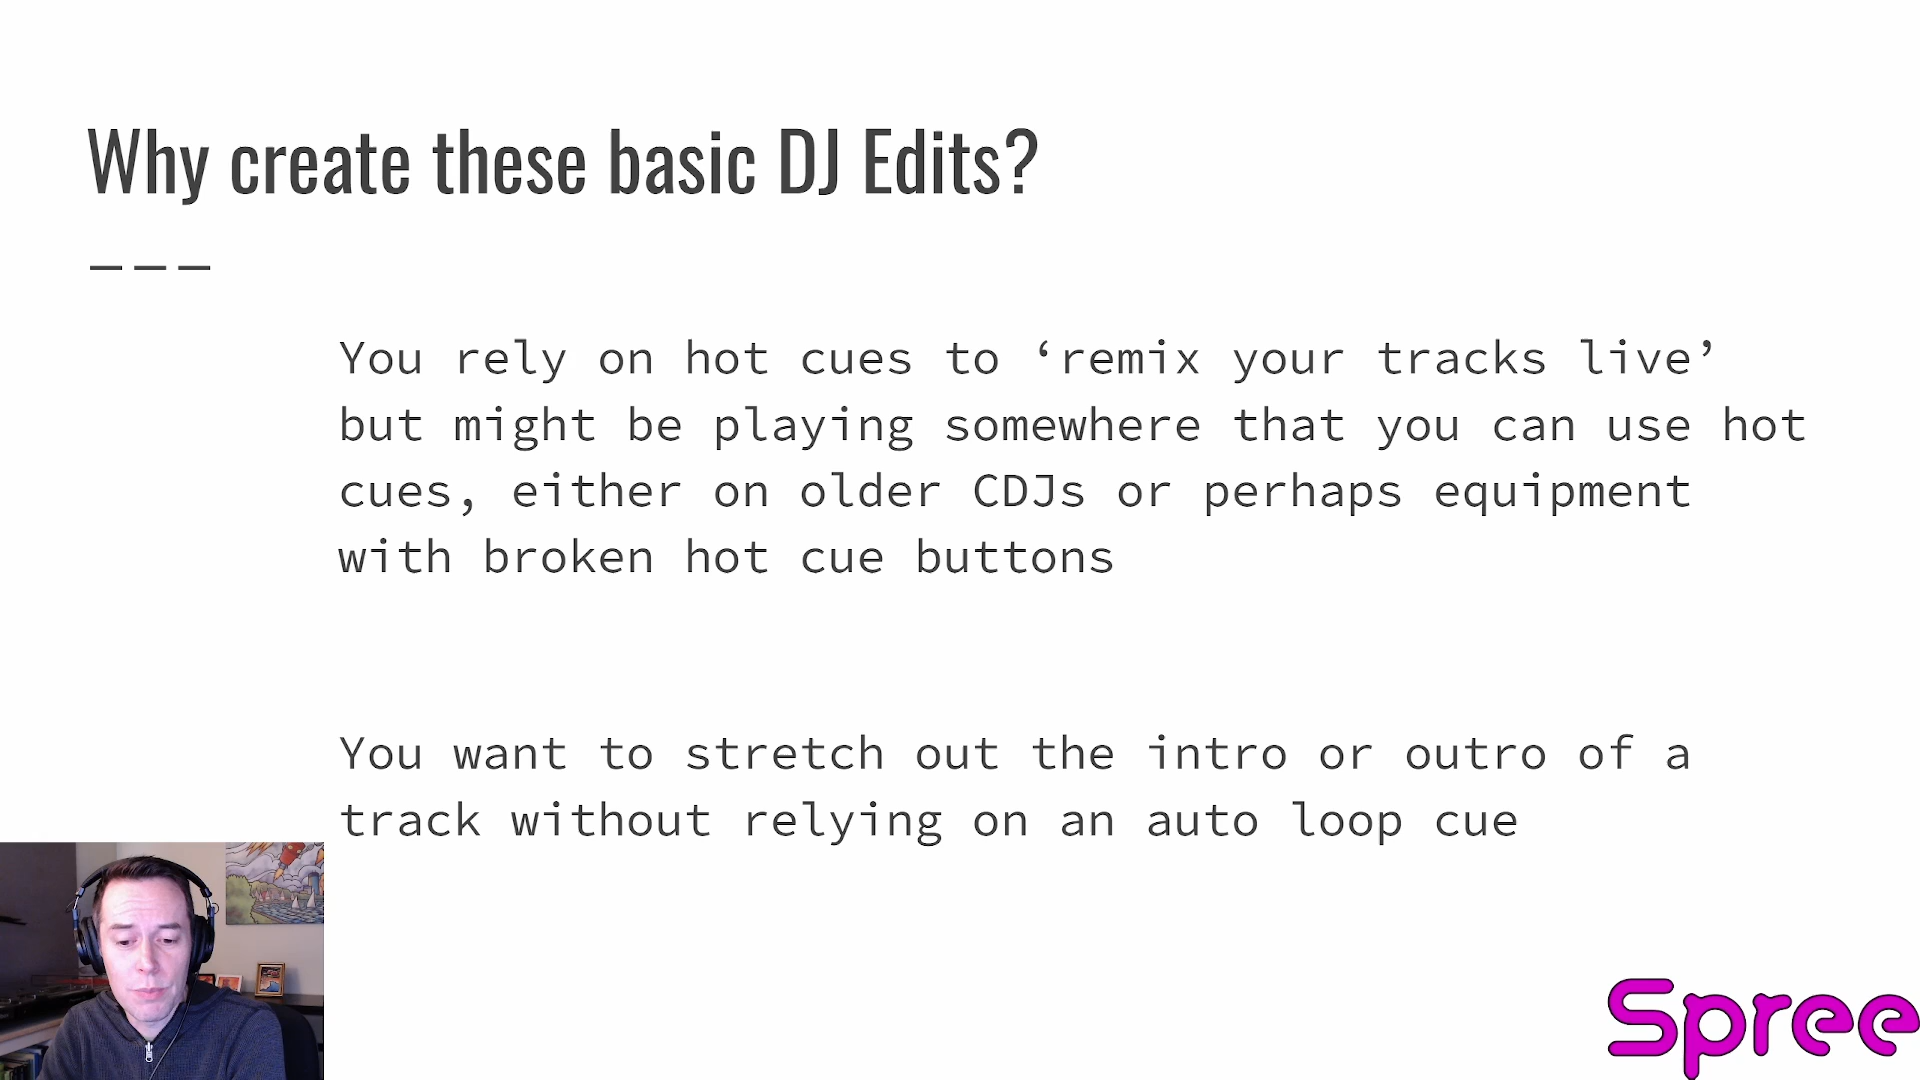 Why create these basic DJ Edits?
You rely on hot cues to ‘remix your tracks live’
but might be playing somewhere that you can use hot
cues, either on older CDJs or perhaps equipment
with broken hot cue buttons
You want to stretch out the intro or outro of a
track without relying on an auto loop cue
Spree